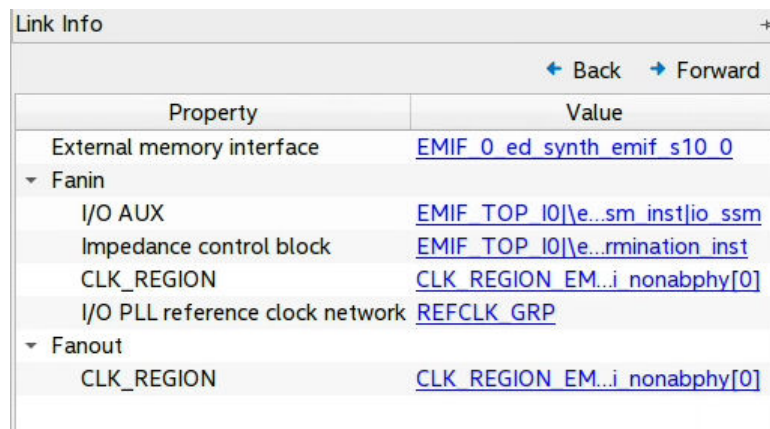 Link Info
Back Forward
Property Value
External memory interface EMIF_0_ed_synth_emif_s10_0
Fanin
I/O AUX EMIF_TOP_I0|\e...sm_inst|io_ssm
Impedance control block EMIF_TOP_I0|\e...rmination_inst
CLK_REGION CLK_REGION_EM...i_nonabphy[0]
I/O PLL reference clock network REFCLK_GRP
Fanout
CLK_REGION CLK_REGION_EM...i_nonabphy[0]